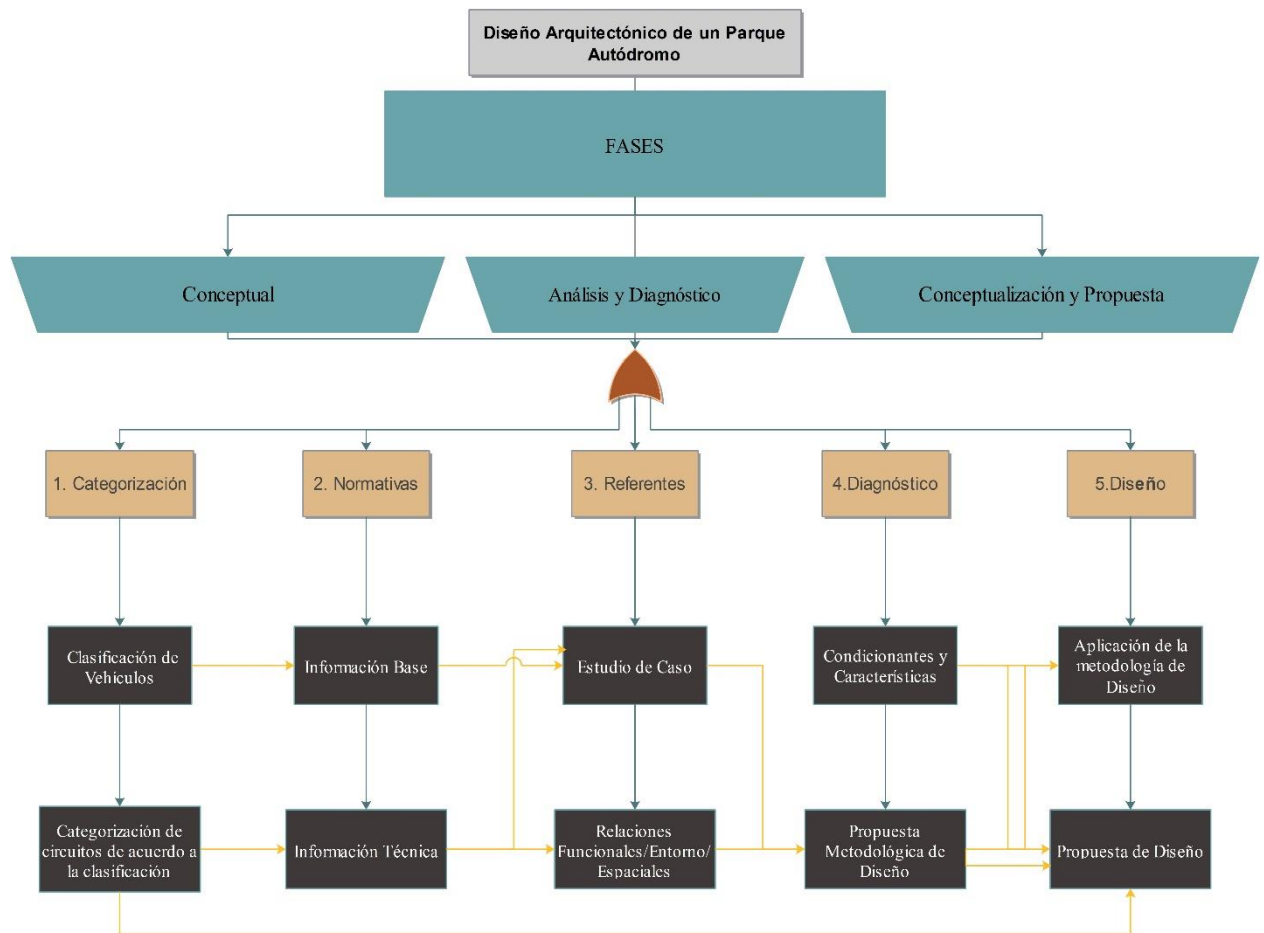 Diseño Arquitectónico de un Parque
Autódromo
FASES
Conceptual
Análisis y Diagnóstico
Conceptualización y Propuesta
1. Categorización
2. Normativas
3. Referentes
4.Diagnóstico
5.Diseño
Clasificación de
Vehículos
Información Base
Estudio de Caso
Condicionantes y
Características
Aplicación de la
metodología de
Diseño
Categorización de
circuitos de acuerdo a
la clasificación
Información Técnica
Relaciones
Funcionales/Entorno/
Espaciales
Propuesta
Metodológica de
Diseño
Propuesta de Diseño